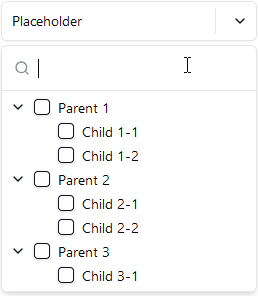 Placeholder
Parent 1
Child 1-1
Child 1-2
Parent 2
Child 2-1
Child 2-2
Parent 3
Child 3-1